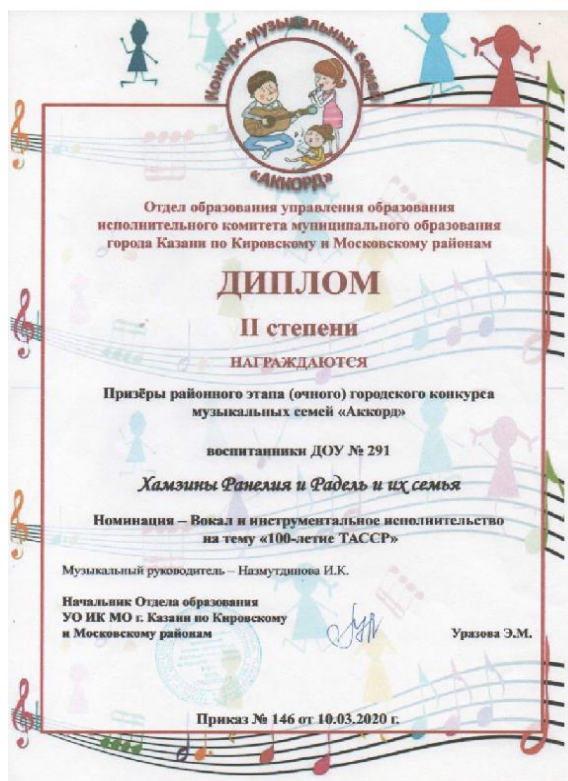 Конкурс музыкальных семей
«АККОРД»
Отдел образования управления образования
исполнительного комитета муниципального образования
города Казани по Кировскому и Московскому районам
ДИПЛОМ
II степени
НАГРАЖДАЮТСЯ
Призёры районного этапа (очного) городского конкурса
музыкальных семей «Аккорд»
воспитанники ДОУ № 291
Хамзины Ранелия и Радель и их семья
Номинация – Вокал и инструментальное исполнительство
на тему «100-летие ТАССР»
Музыкальный руководитель – Назмутдинова И.К.
Начальник Отдела образования
УО ИК МО г. Казани по Кировскому
и Московскому районам
Уразова Э.М.
Приказ № 146 от 10.03.2020 г.